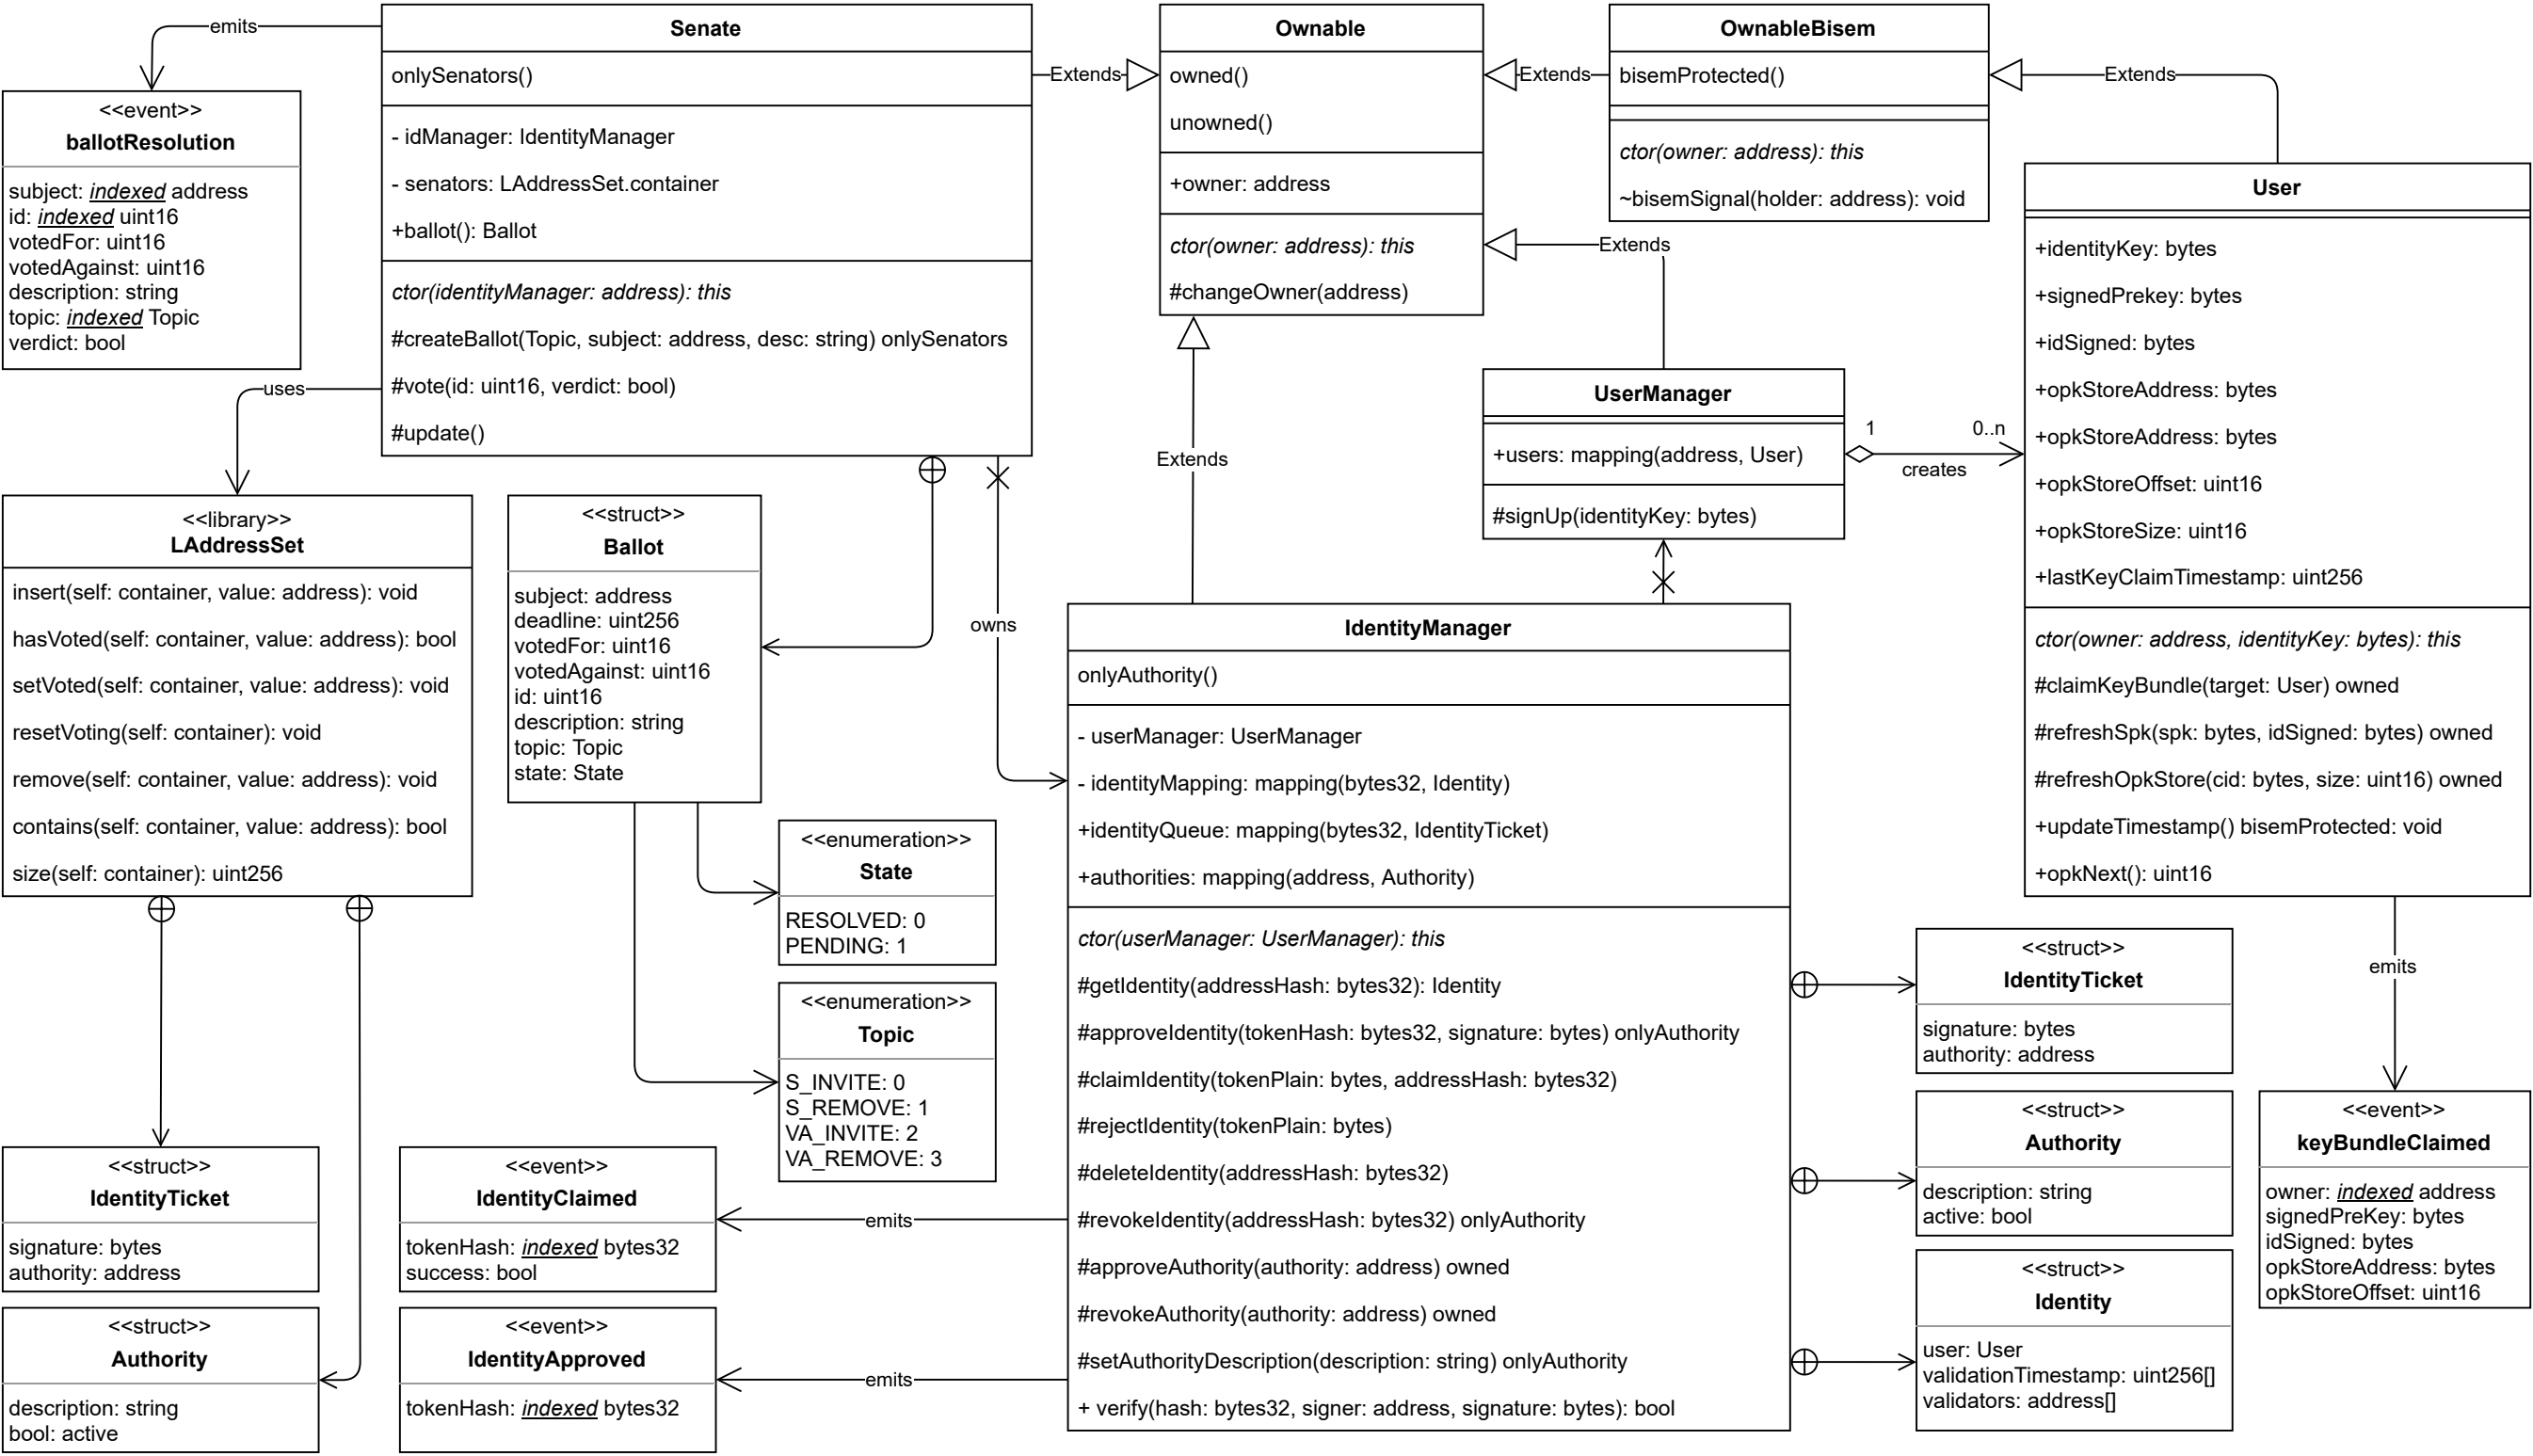 emits
Senate
onlySenators()
- idManager: IdentityManager
- senators: LAddressSet.container
+ballot(): Ballot
ctor(identityManager: address): this
#createBallot(Topic, subject: address, desc: string) onlySenators
#vote(id: uint16, verdict: bool)
#update()
Extends
Ownable
owned()
unowned()
+owner: address
ctor(owner: address): this
#changeOwner(address)
Extends
OwnableBisem
bisemProtected()
ctor(owner: address): this
~bisemSignal(holder: address): void
Extends
<<event>>
ballotResolution
subject: indexed address
id: indexed uint16
votedFor: uint16
votedAgainst: uint16
description: string
topic: indexed Topic
verdict: bool
uses
Extends
Extends
UserManager
+users: mapping(address, User)
#signUp(identityKey: bytes)
1
0..n
creates
User
+identityKey: bytes
+signedPrekey: bytes
+idSigned: bytes
+opkStoreAddress: bytes
+opkStoreAddress: bytes
+opkStoreOffset: uint16
+opkStoreSize: uint16
+lastKeyClaimTimestamp: uint256
ctor(owner: address, identityKey: bytes): this
#claimKeyBundle(target: User) owned
#refreshSpk(spk: bytes, idSigned: bytes) owned
#refreshOpkStore(cid: bytes, size: uint16) owned
+updateTimestamp() bisemProtected: void
+opkNext(): uint16
<<library>>
LAddressSet
insert(self: container, value: address): void
hasVoted(self: container, value: address): bool
setVoted(self: container, value: address): void
resetVoting(self: container): void
remove(self: container, value: address): void
contains(self: container, value: address): bool
size(self: container): uint256
<<struct>>
Ballot
subject: address
deadline: uint256
votedFor: uint16
votedAgainst: uint16
id: uint16
description: string
topic: Topic
state: State
owns
<<enumeration>>
State
RESOLVED: 0
PENDING: 1
<<enumeration>>
Topic
S_INVITE: 0
S_REMOVE: 1
VA_INVITE: 2
VA_REMOVE: 3
IdentityManager
onlyAuthority()
- userManager: UserManager
- identityMapping: mapping(bytes32, Identity)
+identityQueue: mapping(bytes32, IdentityTicket)
+authorities: mapping(address, Authority)
ctor(userManager: UserManager): this
#getIdentity(addressHash: bytes32): Identity
#approveIdentity(tokenHash: bytes32, signature: bytes) onlyAuthority
#claimIdentity(tokenPlain: bytes, addressHash: bytes32)
#rejectIdentity(tokenPlain: bytes)
#deleteIdentity(addressHash: bytes32)
#revokeIdentity(addressHash: bytes32) onlyAuthority
#approveAuthority(authority: address) owned
#revokeAuthority(authority: address) owned
#setAuthorityDescription(description: string) onlyAuthority
+ verify(hash: bytes32, signer: address, signature: bytes): bool
<<struct>>
IdentityTicket
signature: bytes
authority: address
<<struct>>
Authority
description: string
active: bool
<<struct>>
Identity
user: User
validationTimestamp: uint256[]
validators: address[]
emits
<<event>>
keyBundleClaimed
owner: indexed address
signedPreKey: bytes
idSigned: bytes
opkStoreAddress: bytes
opkStoreOffset: uint16
<<struct>>
IdentityTicket
signature: bytes
authority: address
<<struct>>
Authority
description: string
bool: active
<<event>>
IdentityClaimed
tokenHash: indexed bytes32
success: bool
emits
<<event>>
IdentityApproved
tokenHash: indexed bytes32
emits